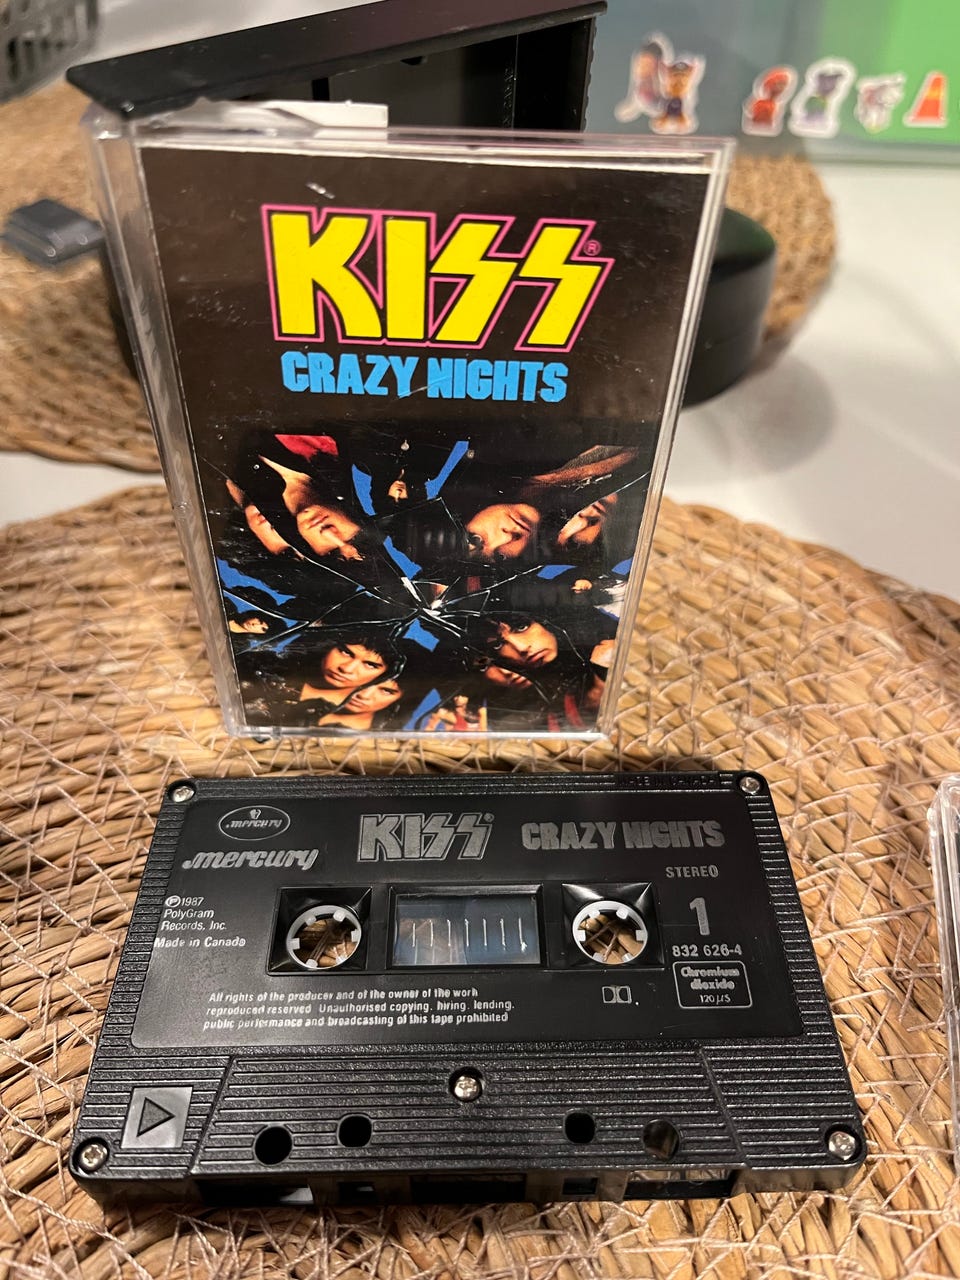 KISS®
CRAZY NIGHTS
mercury
mercury
KISS®
CRAZY NIGHTS
STEREO
℗1987
PolyGram
Records, Inc.
Made in Canada
1
832 626-4
Chromium
dioxide
120 µS
All rights of the producer and of the owner of the work
reproduced reserved. Unauthorised copying, hiring, lending,
public performance and broadcasting of this tape prohibited